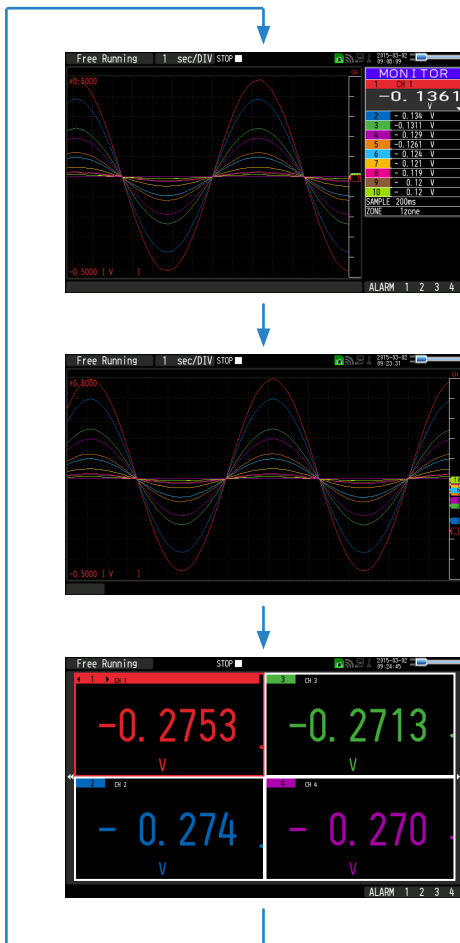 Free Running 1 sec/DIV STOP 2015-03-02
09:08:09
+0.5000
CH
MONITOR
1 CH 1
-0.1361
V
2 - 0.134 V
3 -0.1311 V
4 - 0.129 V
5 -0.1261 V
6 - 0.124 V
7 - 0.121 V
8 - 0.119 V
9 - 0.12 V
10 - 0.12 V
SAMPLE 200ms
ZONE 1zone
-0.5000 [ V ]
ALARM 1 2 3 4
Free Running 1 sec/DIV STOP 2015-03-02
09:23:31
CH
+0.5000
-0.5000 [ V ]
Free Running STOP 2015-03-02
09:24:45
1 CH 1
-0.2753
V
3 CH 3
-0.2713
V
2 CH 2
- 0.274
V
4 CH 4
- 0.270
V
ALARM 1 2 3 4